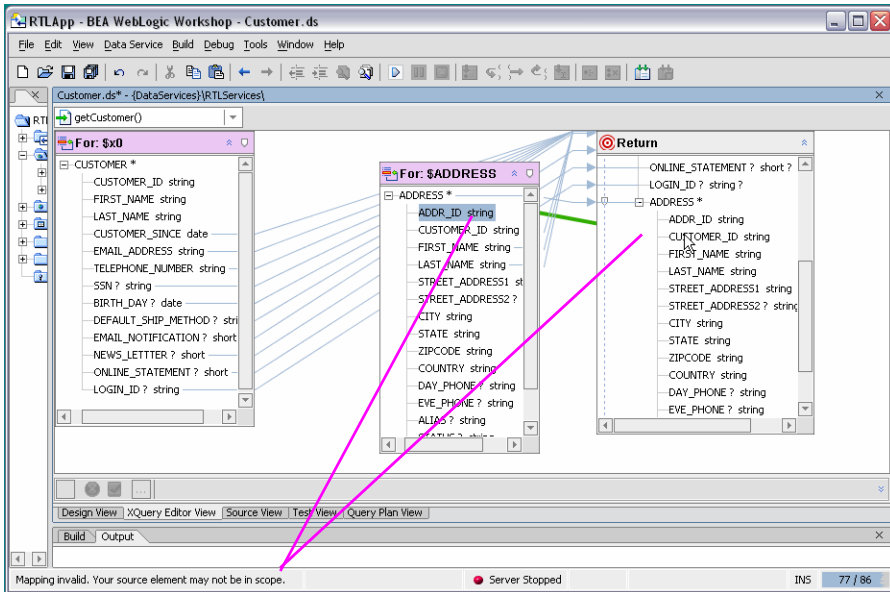 RTLApp - BEA WebLogic Workshop - Customer.ds
File Edit View Data Service Build Debug Tools Window Help
Customer.ds* - {DataServices}\RTLServices\
getCustomer()
RTL
For: $x0
CUSTOMER *
CUSTOMER_ID string
FIRST_NAME string
LAST_NAME string
CUSTOMER_SINCE date
EMAIL_ADDRESS string
TELEPHONE_NUMBER string
SSN ? string
BIRTH_DAY ? date
DEFAULT_SHIP_METHOD ? stri
EMAIL_NOTIFICATION ? short
NEWS_LETTTER ? short
ONLINE_STATEMENT ? short
LOGIN_ID ? string
For: $ADDRESS
ADDRESS *
ADDR_ID string
CUSTOMER_ID string
FIRST_NAME string
LAST_NAME string
STREET_ADDRESS1 st
STREET_ADDRESS2 ?
CITY string
STATE string
ZIPCODE string
COUNTRY string
DAY_PHONE ? string
EVE_PHONE ? string
ALIAS ? string
STATUS ? string
Return
ONLINE_STATEMENT ? short ?
LOGIN_ID ? string ?
ADDRESS *
ADDR_ID string
CUSTOMER_ID string
FIRST_NAME string
LAST_NAME string
STREET_ADDRESS1 string
STREET_ADDRESS2 ? string
CITY string
STATE string
ZIPCODE string
COUNTRY string
DAY_PHONE ? string
EVE_PHONE ? string
Design View XQuery Editor View Source View Test View Query Plan View
Build Output
Mapping invalid. Your source element may not be in scope. Server Stopped INS 77 / 86